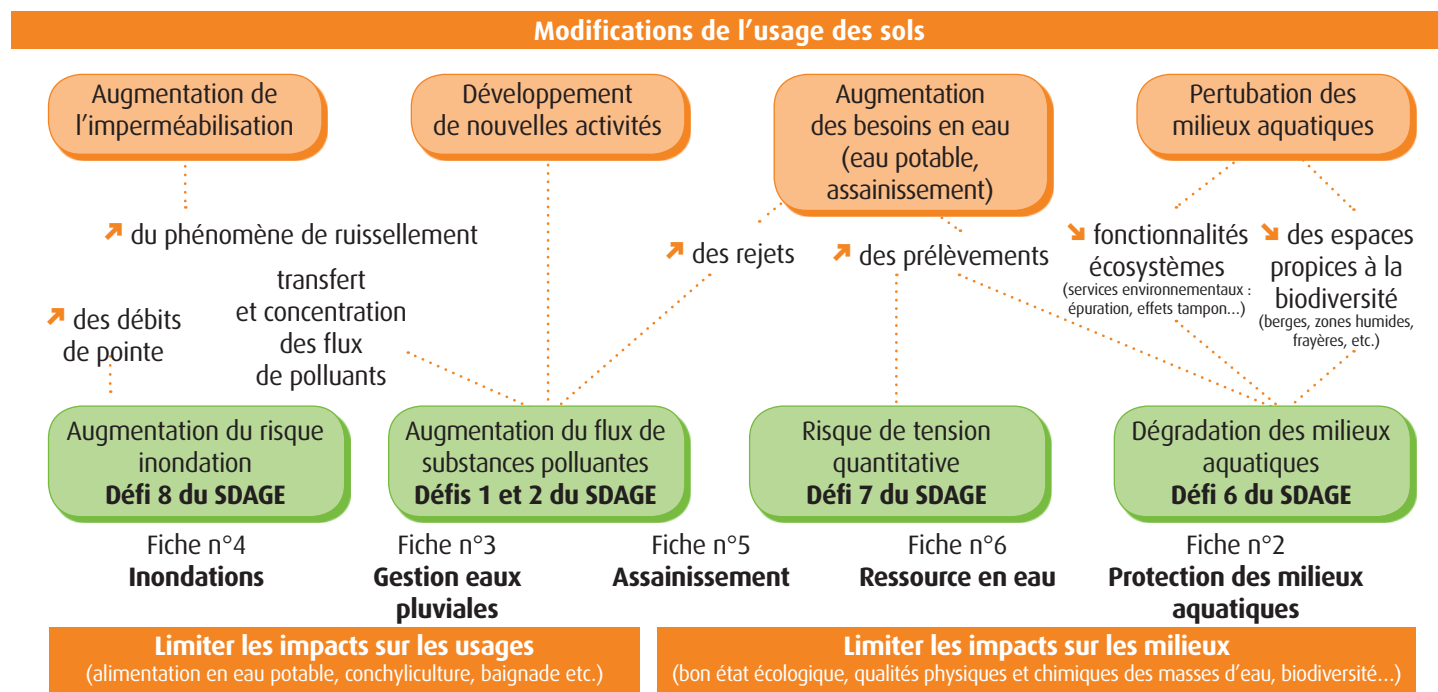 Modifications de l'usage des sols
Augmentation de
l'imperméabilisation
Développement
de nouvelles activités
Augmentation
des besoins en eau
(eau potable,
assainissement)
Pertubation des
milieux aquatiques
↗ du phénomène de ruissellement
transfert
et concentration
des flux
de polluants
↗ des débits
de pointe
↗ des rejets
↗ des prélèvements
↘ fonctionnalités
écosystèmes
(services environnementaux :
épuration, effets tampon...)
↘ des espaces
propices à la
biodiversité
(berges, zones humides,
frayères, etc.)
Augmentation du risque
inondation
Défi 8 du SDAGE
Augmentation du flux de
substances polluantes
Défis 1 et 2 du SDAGE
Risque de tension
quantitative
Défi 7 du SDAGE
Dégradation des milieux
aquatiques
Défi 6 du SDAGE
Fiche n°4
Inondations
Fiche n°3
Gestion eaux
pluviales
Fiche n°5
Assainissement
Fiche n°6
Ressource en eau
Fiche n°2
Protection des milieux
aquatiques
Limiter les impacts sur les usages
(alimentation en eau potable, conchyliculture, baignade etc.)
Limiter les impacts sur les milieux
(bon état écologique, qualités physiques et chimiques des masses d'eau, biodiversité...)